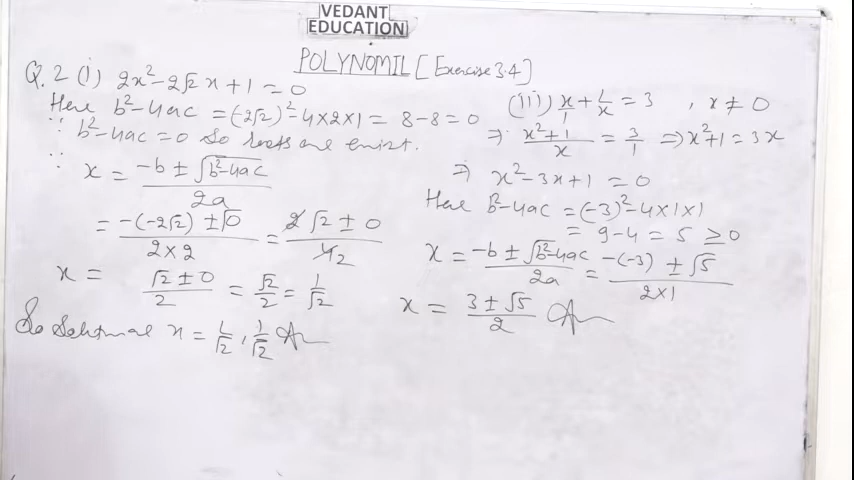 VEDANT
EDUCATION
POLYNOMIL [Exercise 3.4]
Q. 2 (i) 2x² - 2√2 x + 1 = 0
Here b² - 4ac = (-2√2)² - 4×2×1 = 8 - 8 = 0
∵ b² - 4ac = 0 So roots are exist.
∵ x = (-b ± √(b²-4ac)) / 2a
= (-(-2√2) ± √0) / (2×2) = (2√2 ± 0) / 4 2
x = (√2 ± 0) / 2 = √2/2 = 1/√2
So x = 1/√2, 1/√2 Ans
(ii) x/1 + 1/x = 3 , x ≠ 0
⇒ (x²+1)/x = 3/1 ⇒ x²+1 = 3x
⇒ x² - 3x + 1 = 0
Here b² - 4ac = (-3)² - 4×1×1
= 9 - 4 = 5 ≥ 0
x = (-b ± √(b²-4ac)) / 2a = (-(-3) ± √5) / (2×1)
x = (3 ± √5) / 2 Ans